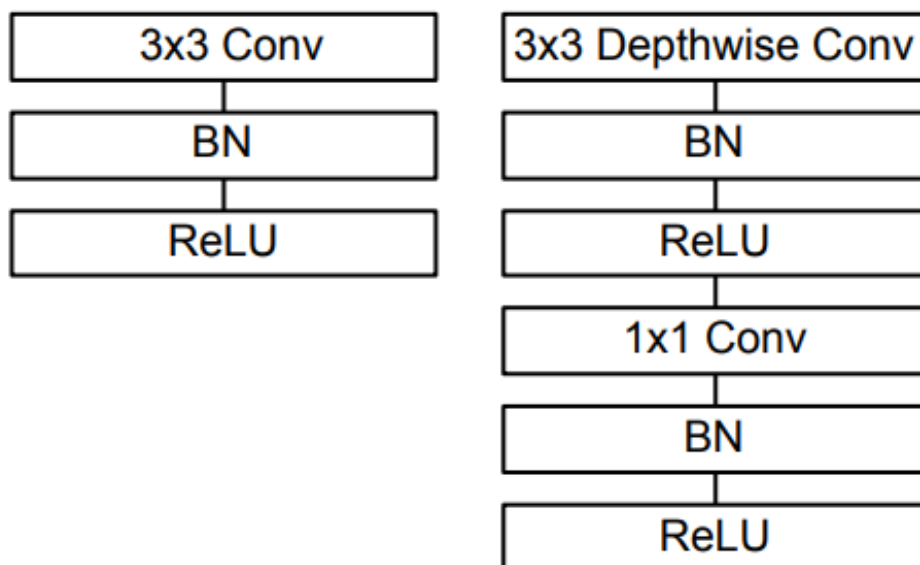 3x3 Conv
BN
ReLU
3x3 Depthwise Conv
BN
ReLU
1x1 Conv
BN
ReLU